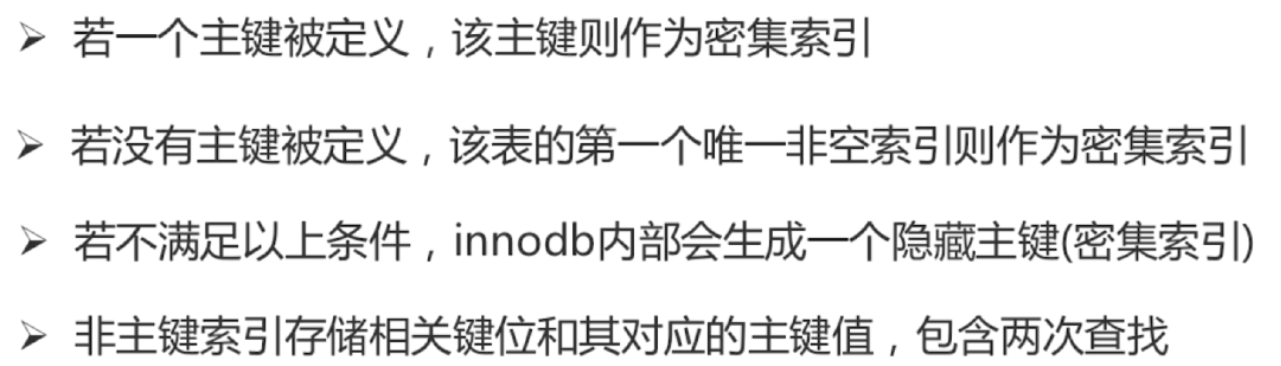 ➢ 若一个主键被定义，该主键则作为密集索引
➢ 若没有主键被定义，该表的第一个唯一非空索引则作为密集索引
➢ 若不满足以上条件，innodb内部会生成一个隐藏主键(密集索引)
➢ 非主键索引存储相关键位和其对应的主键值，包含两次查找